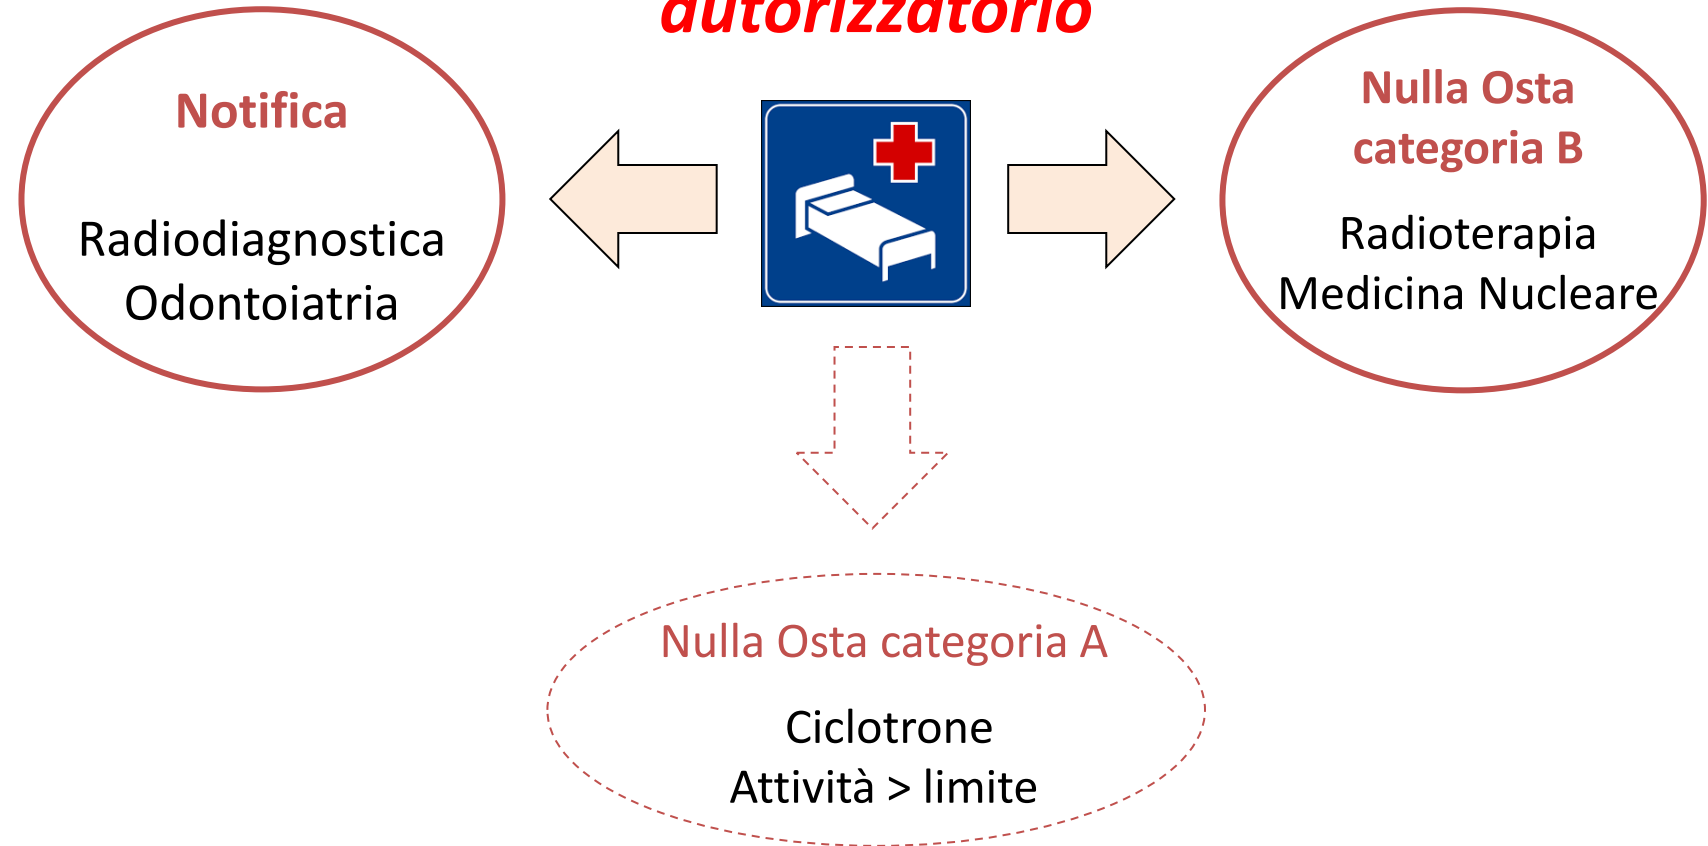 autorizzatorio
Notifica
Radiodiagnostica
Odontoiatria
Nulla Osta
categoria B
Radioterapia
Medicina Nucleare
Nulla Osta categoria A
Ciclotrone
Attività > limite